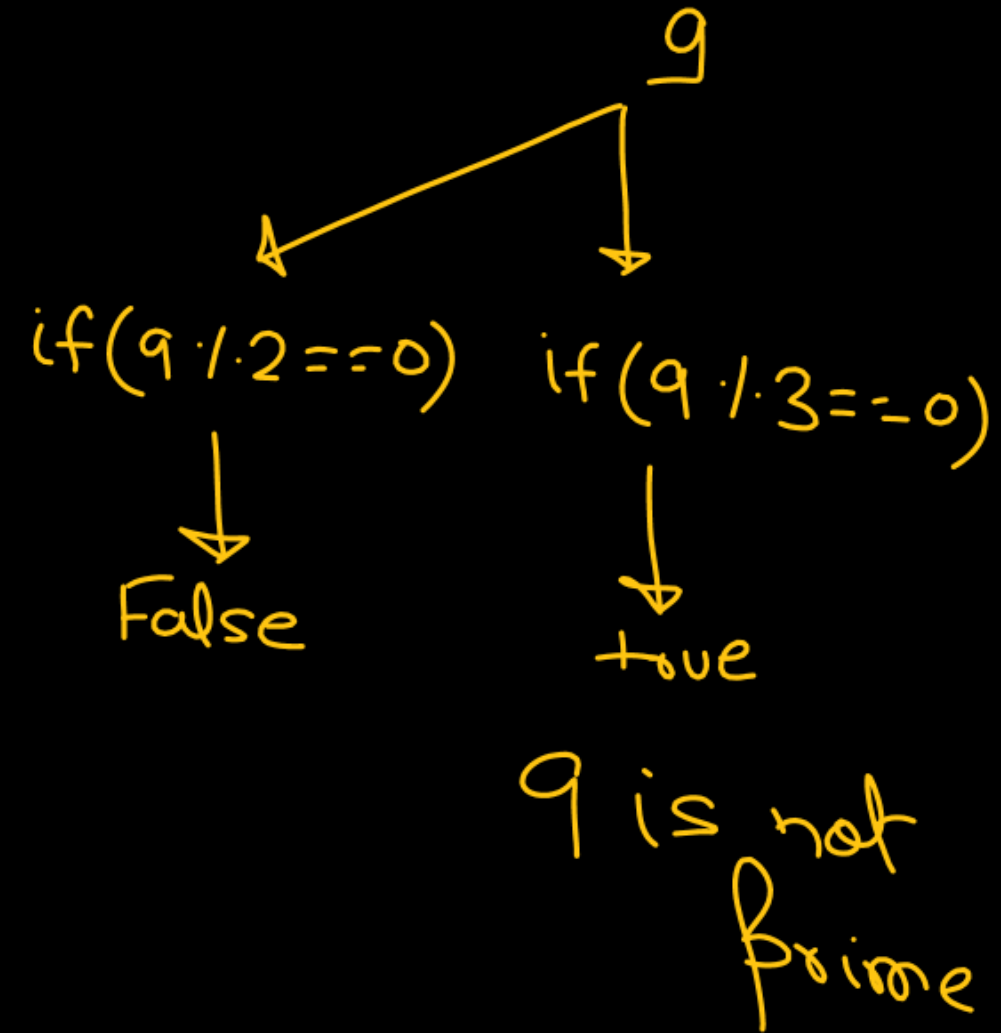 9
if(9%2==0) if(9%3==0)
False
true
9 is not
prime